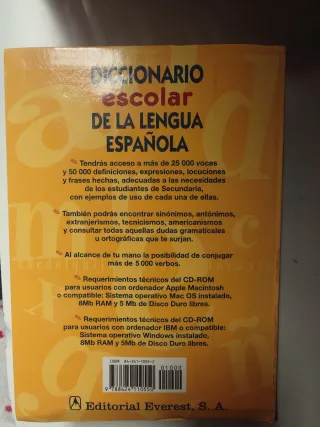 DICCIONARIO
escolar
DE LA LENGUA
ESPAÑOLA
Tendrás acceso a más de 25 000 voces
y 50 000 definiciones, expresiones, locuciones
y frases hechas, adecuadas a las necesidades
de los estudiantes de Secundaria,
con ejemplos de uso de cada una de ellas.
También podrás encontrar sinónimos, antónimos,
extranjerismos, tecnicismos, americanismos
y consultar todas aquellas dudas gramaticales
u ortográficas que te surjan.
Al alcance de tu mano la posibilidad de conjugar
más de 5 000 verbos.
Requerimientos técnicos del CD-ROM
para usuarios con ordenador Apple Macintosh
o compatible: Sistema operativo Mac OS instalado,
8Mb RAM y 5 Mb de Disco Duro libres.
Requerimientos técnicos del CD-ROM
para usuarios con ordenador IBM o compatible:
Sistema operativo Windows instalado,
8Mb RAM y 5Mb de Disco Duro libres.
ISBN
01000
Editorial Everest, S. A.